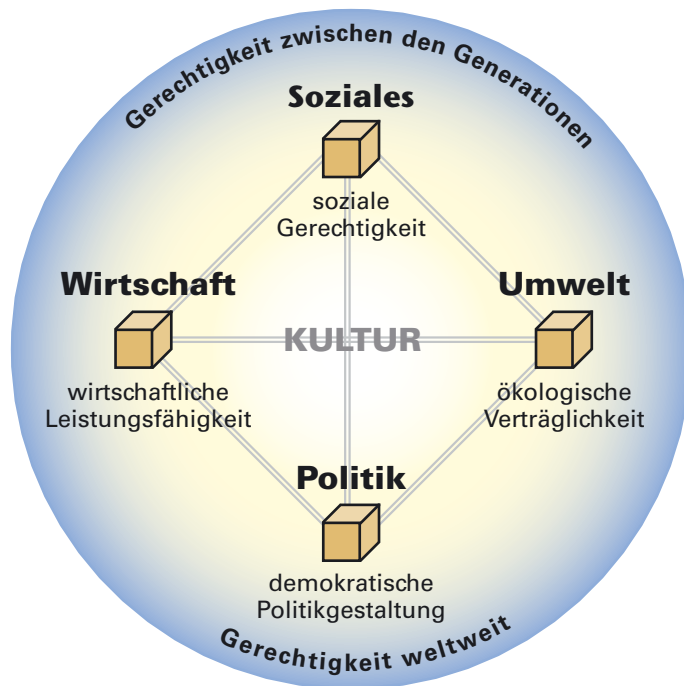 Gerechtigkeit zwischen den Generationen
Soziales
soziale
Gerechtigkeit
Wirtschaft
wirtschaftliche
Leistungsfähigkeit
KULTUR
Umwelt
ökologische
Verträglichkeit
Politik
demokratische
Politikgestaltung
Gerechtigkeit weltweit